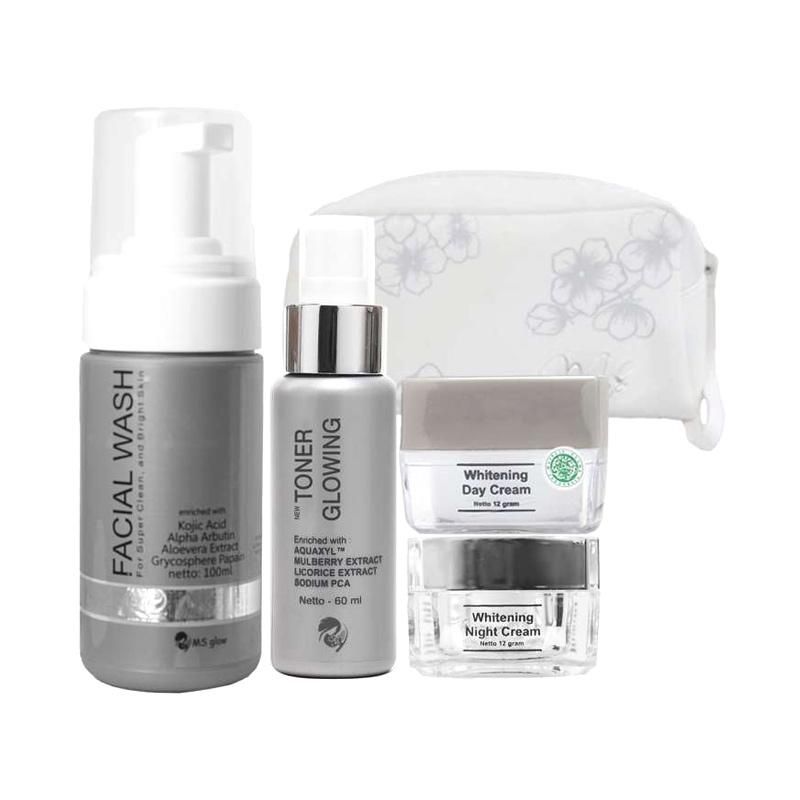 FACIAL WASH
For Super Clean, and Bright Skin
enriched with
Kojic Acid
Alpha Arbutin
Aloevera Extract
Grycosphere Papain
netto: 100ml
MS glow
NEW TONER
GLOWING
Enriched with :
AQUAXYL™
MULBERRY EXTRACT
LICORICE EXTRACT
SODIUM PCA
Netto - 60 ml
Whitening
Day Cream
Netto 12 gram
Whitening
Night Cream
Netto 12 gram